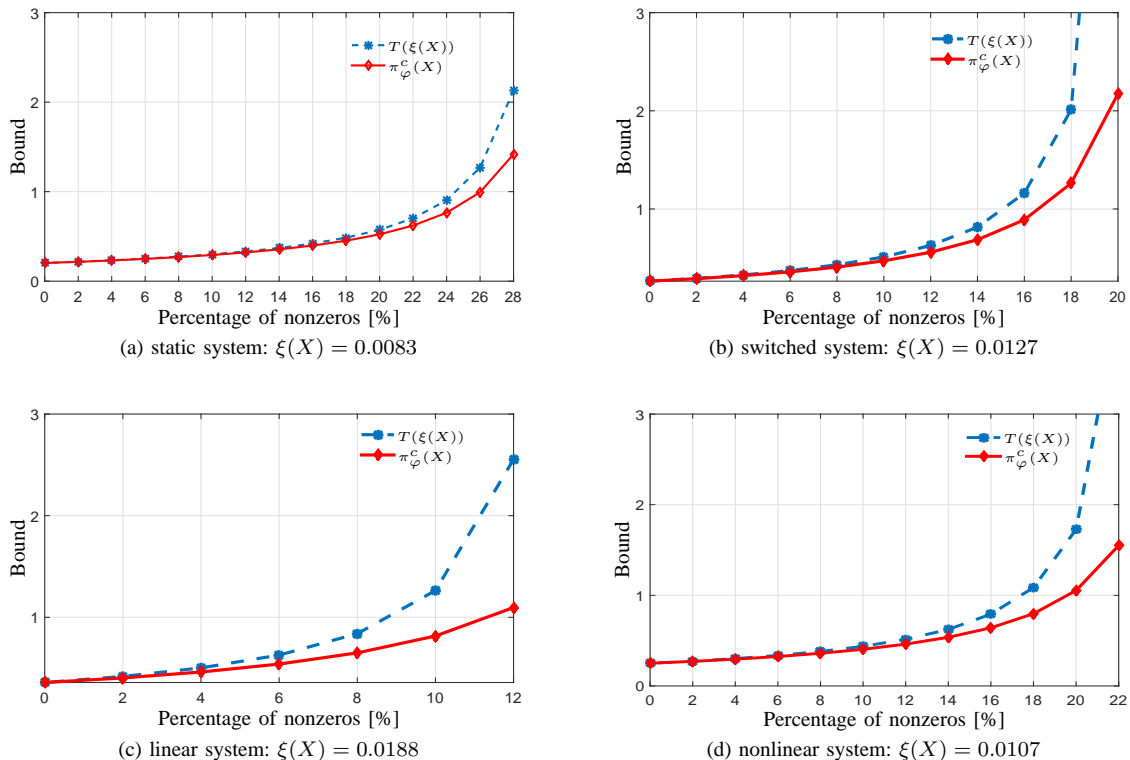 3
2
1
0
Bound
T(ξ(X))
π_φ^c(X)
0 2 4 6 8 10 12 14 16 18 20 22 24 26 28
Percentage of nonzeros [%]
(a) static system: ξ(X) = 0.0083
3
2
1
Bound
T(ξ(X))
π_φ^c(X)
0 2 4 6 8 10 12 14 16 18 20
Percentage of nonzeros [%]
(b) switched system: ξ(X) = 0.0127
3
2
1
Bound
T(ξ(X))
π_φ^c(X)
0 2 4 6 8 10 12
Percentage of nonzeros [%]
(c) linear system: ξ(X) = 0.0188
3
2
1
0
Bound
T(ξ(X))
π_φ^c(X)
0 2 4 6 8 10 12 14 16 18 20 22
Percentage of nonzeros [%]
(d) nonlinear system: ξ(X) = 0.0107